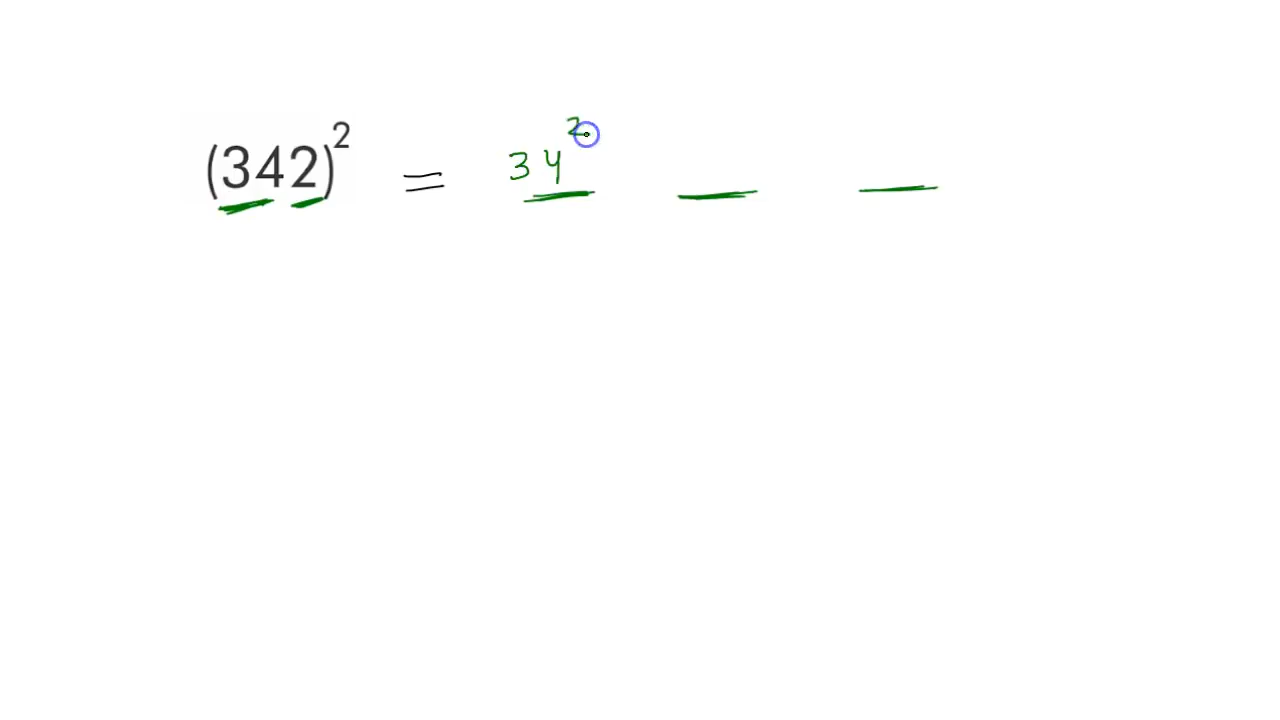 (342)² = 34²